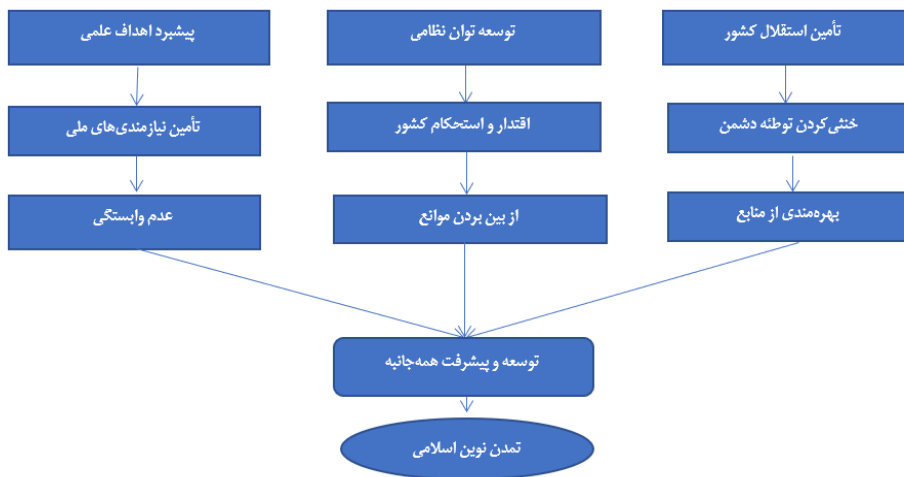 تأمین استقلال کشور
توسعه توان نظامی
پیشبرد اهداف علمی
خنثی‌کردن توطئه دشمن
اقتدار و استحکام کشور
تأمین نیازمندی‌های ملی
بهره‌مندی از منابع
از بین بردن موانع
عدم وابستگی
توسعه و پیشرفت همه‌جانبه
تمدن نوین اسلامی